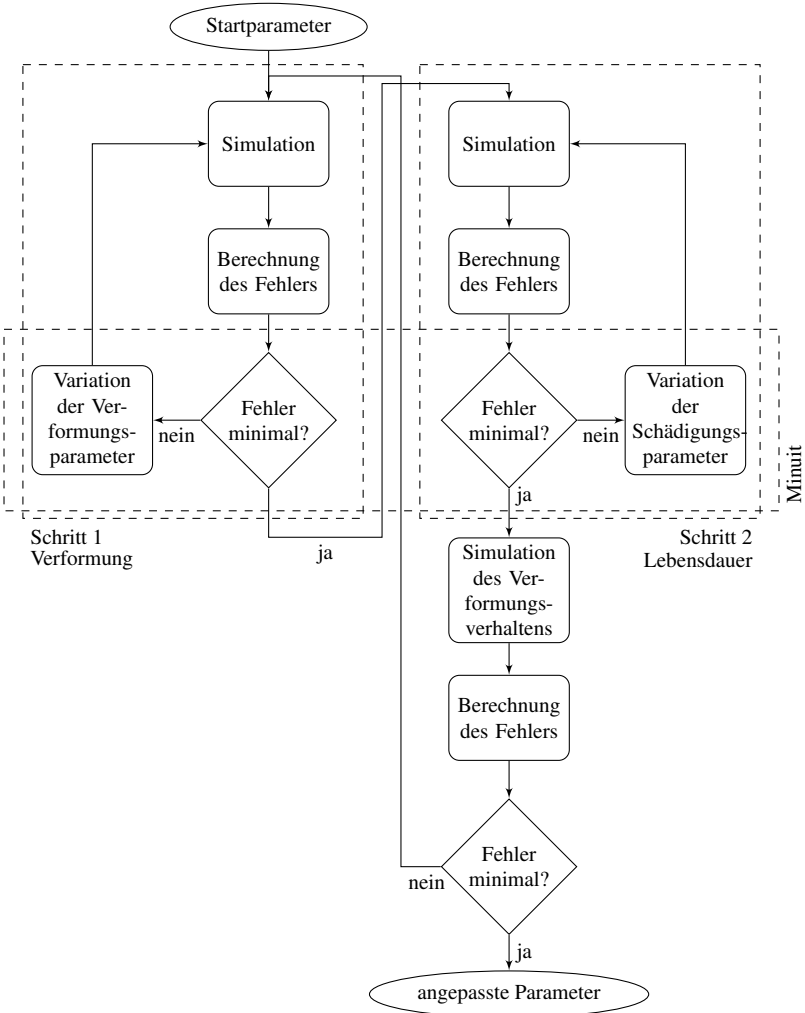 Startparameter
Simulation
Berechnung
des Fehlers
Fehler
minimal?
nein
Variation
der Ver-
formungs-
parameter
Schritt 1
Verformung
ja
Simulation
Berechnung
des Fehlers
Fehler
minimal?
nein
Variation
der
Schädigungs-
parameter
Minuit
ja
Schritt 2
Lebensdauer
Simulation
des Ver-
formungs-
verhaltens
Berechnung
des Fehlers
Fehler
minimal?
nein
ja
angepasste Parameter